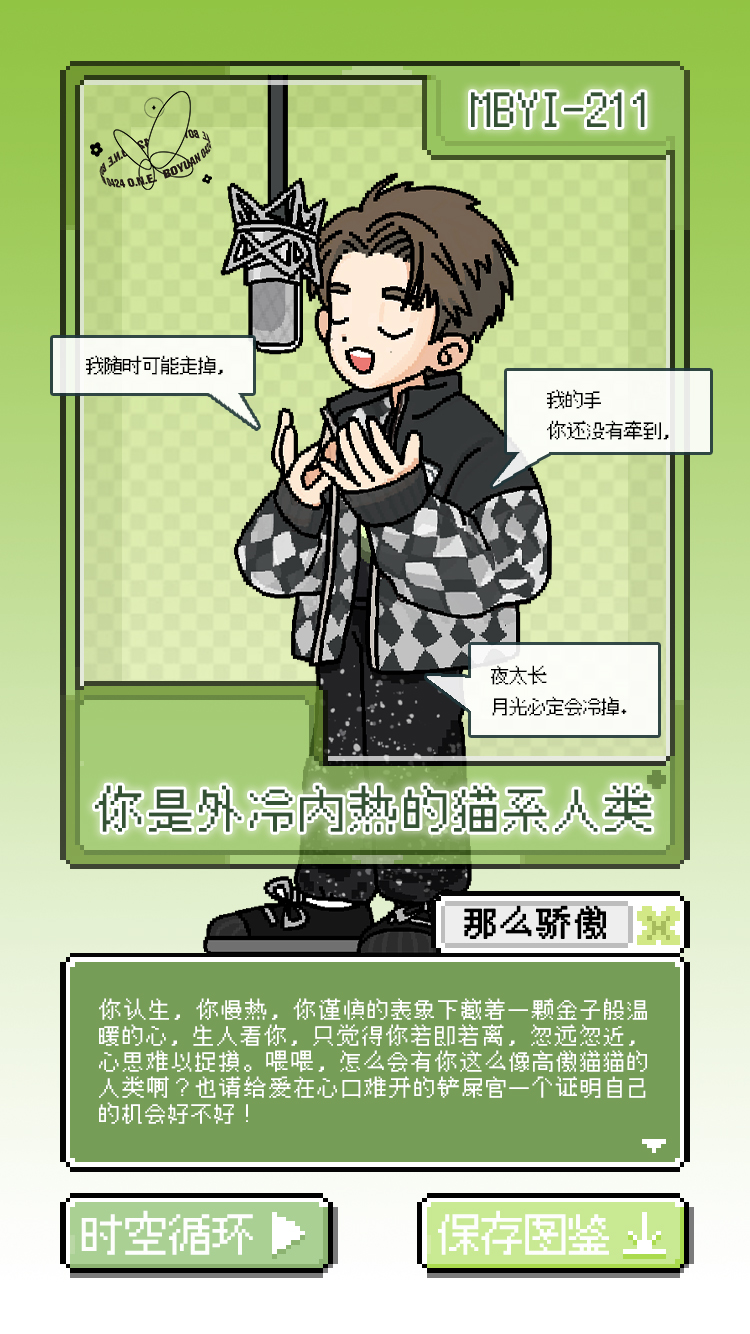 MBYI-211
0424 O.N.E. BOYUAN
我随时可能走掉，
我的手
你还没有牵到，
夜太长
月光必定会冷掉。
你是外冷内热的猫系人类
那么骄傲
你认生，你慢热，你谨慎的表象下藏着一颗金子般温
暖的心，生人看你，只觉得你若即若离，忽远忽近，
心思难以捉摸。喂喂，怎么会有你这么像高傲猫猫的
人类啊？也请给爱在心口难开的铲屎官一个证明自己
的机会好不好！
时空循环
保存图鉴